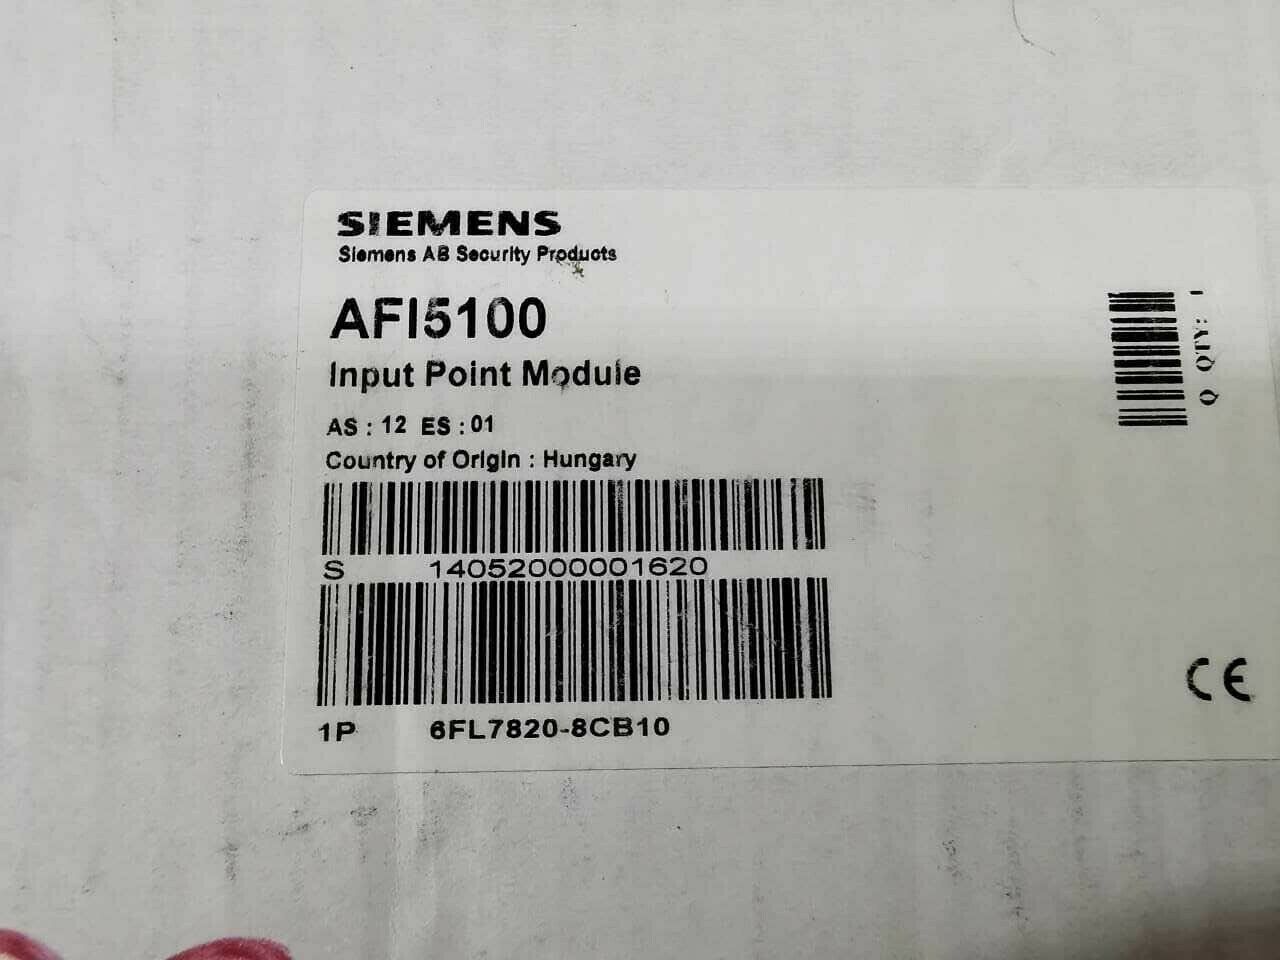 SIEMENS
Siemens AB Security Products
AFI5100
Input Point Module
AS : 12 ES : 01
Country of Origin : Hungary
S 14052000001620
1P 6FL7820-8CB10
Q QTY: 1
CE